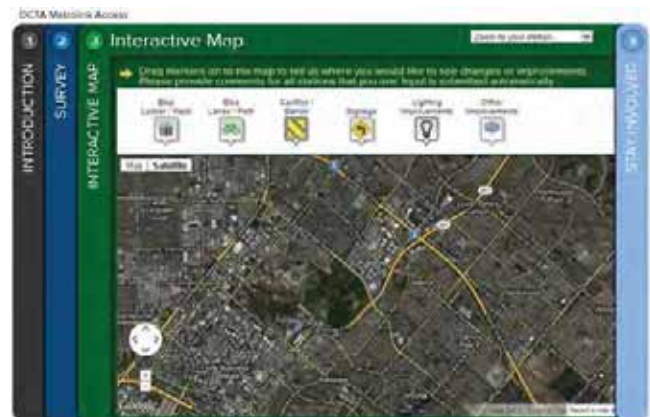 OCTA Metrolink Access
1
INTRODUCTION
2
SURVEY
3
INTERACTIVE MAP
Interactive Map
Zoom to your station...
Drag markers on to the map to tell us where you would like to see changes or improvements.
Please provide comments for all stations that you use. Input is submitted automatically.
Bike
Locker / Rack
Bike
Lanes / Path
Conflict /
Barrier
Signage
Lighting
Improvements
Other
Improvements
Map
Satellite
STAY INVOLVED